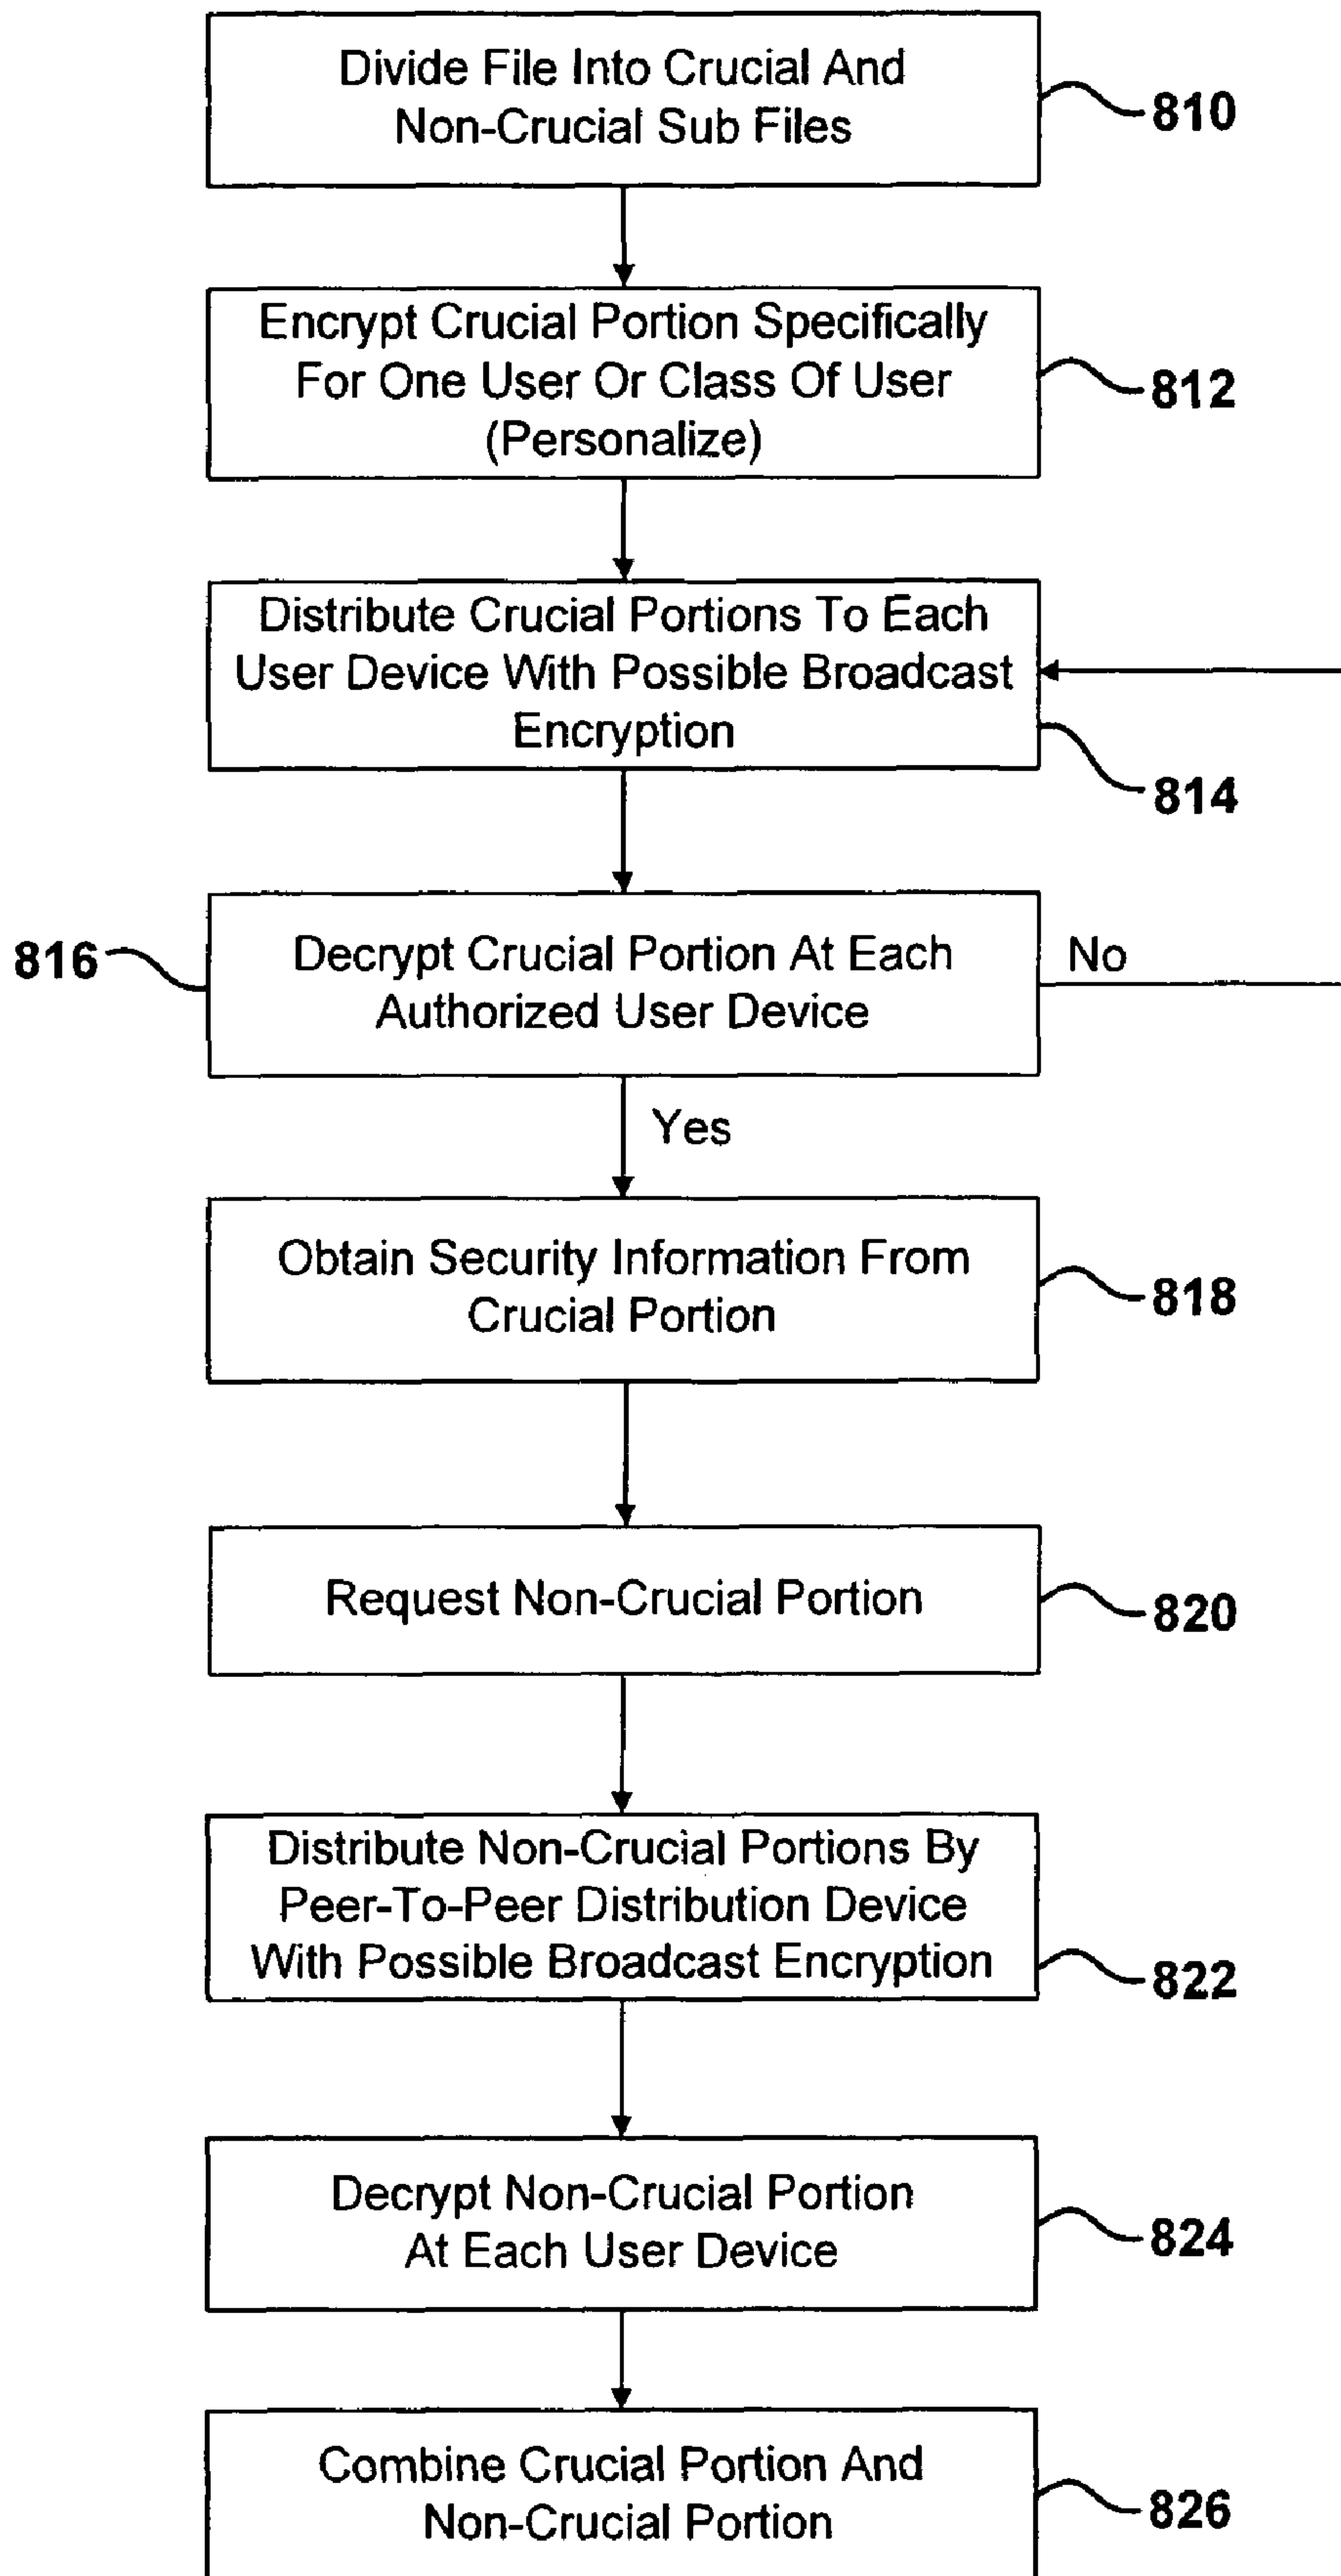 Divide File Into Crucial And
Non-Crucial Sub Files
810
Encrypt Crucial Portion Specifically
For One User Or Class Of User
(Personalize)
812
Distribute Crucial Portions To Each
User Device With Possible Broadcast
Encryption
814
816
Decrypt Crucial Portion At Each
Authorized User Device
No
Yes
Obtain Security Information From
Crucial Portion
818
Request Non-Crucial Portion
820
Distribute Non-Crucial Portions By
Peer-To-Peer Distribution Device
With Possible Broadcast Encryption
822
Decrypt Non-Crucial Portion
At Each User Device
824
Combine Crucial Portion And
Non-Crucial Portion
826